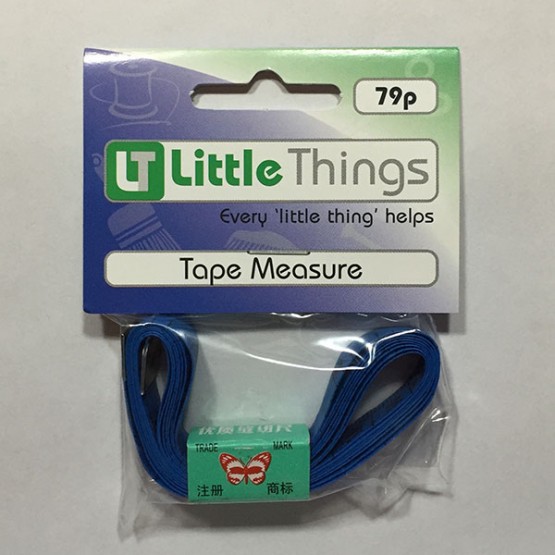 79p
LT Little Things
Every ‘little thing’ helps
Tape Measure
TRADE MARK
注册 商标